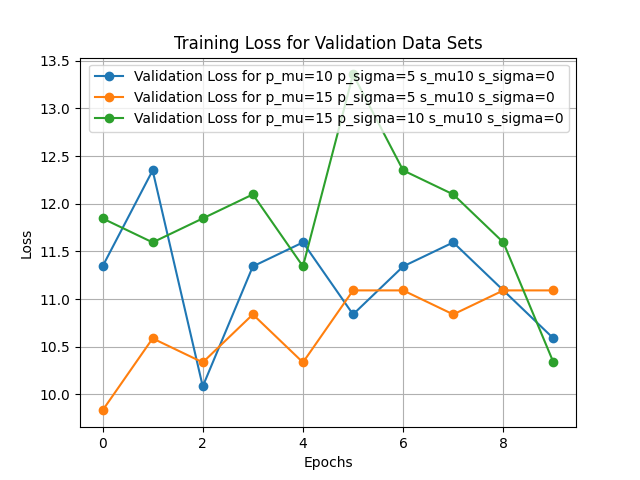 Training Loss for Validation Data Sets
Validation Loss for p_mu=10 p_sigma=5 s_mu10 s_sigma=0
Validation Loss for p_mu=15 p_sigma=5 s_mu10 s_sigma=0
Validation Loss for p_mu=15 p_sigma=10 s_mu10 s_sigma=0
Loss
13.5
13.0
12.5
12.0
11.5
11.0
10.5
10.0
0 2 4 6 8
Epochs